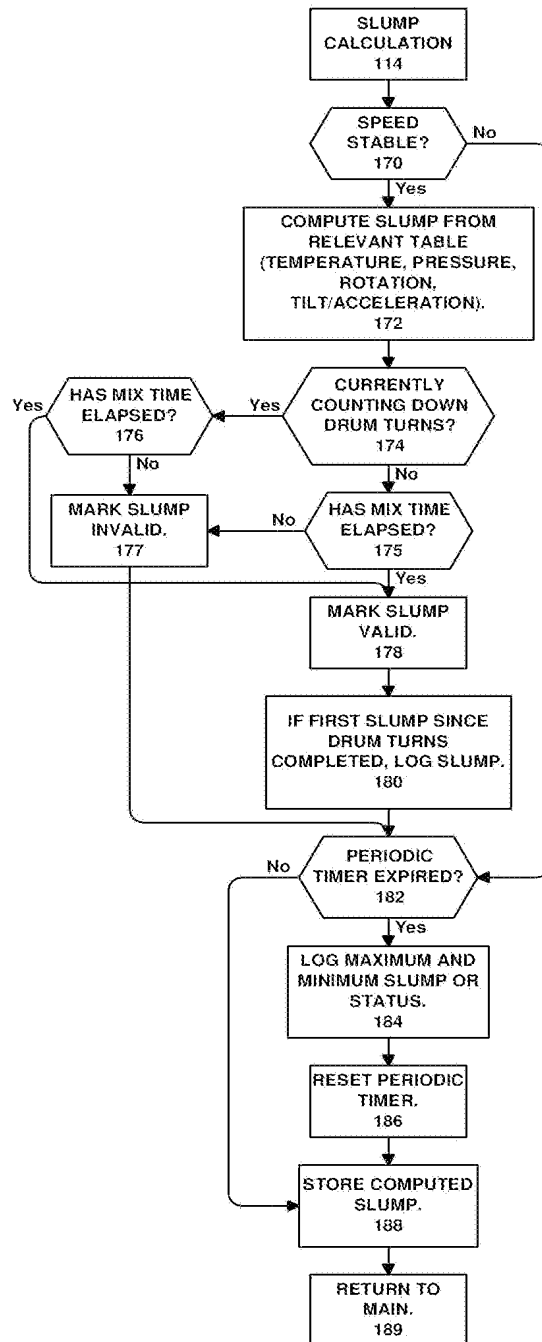 SLUMP
CALCULATION
114
SPEED
STABLE?
170
No
Yes
COMPUTE SLUMP FROM
RELEVANT TABLE
(TEMPERATURE, PRESSURE,
ROTATION,
TILT/ACCELERATION).
172
Yes
HAS MIX TIME
ELAPSED?
176
Yes
CURRENTLY
COUNTING DOWN
DRUM TURNS?
174
No
No
MARK SLUMP
INVALID.
177
No
HAS MIX TIME
ELAPSED?
175
Yes
MARK SLUMP
VALID.
178
IF FIRST SLUMP SINCE
DRUM TURNS
COMPLETED, LOG SLUMP.
180
No
PERIODIC
TIMER EXPIRED?
182
Yes
LOG MAXIMUM AND
MINIMUM SLUMP OR
STATUS.
184
RESET PERIODIC
TIMER.
186
STORE COMPUTED
SLUMP.
188
RETURN TO
MAIN.
189